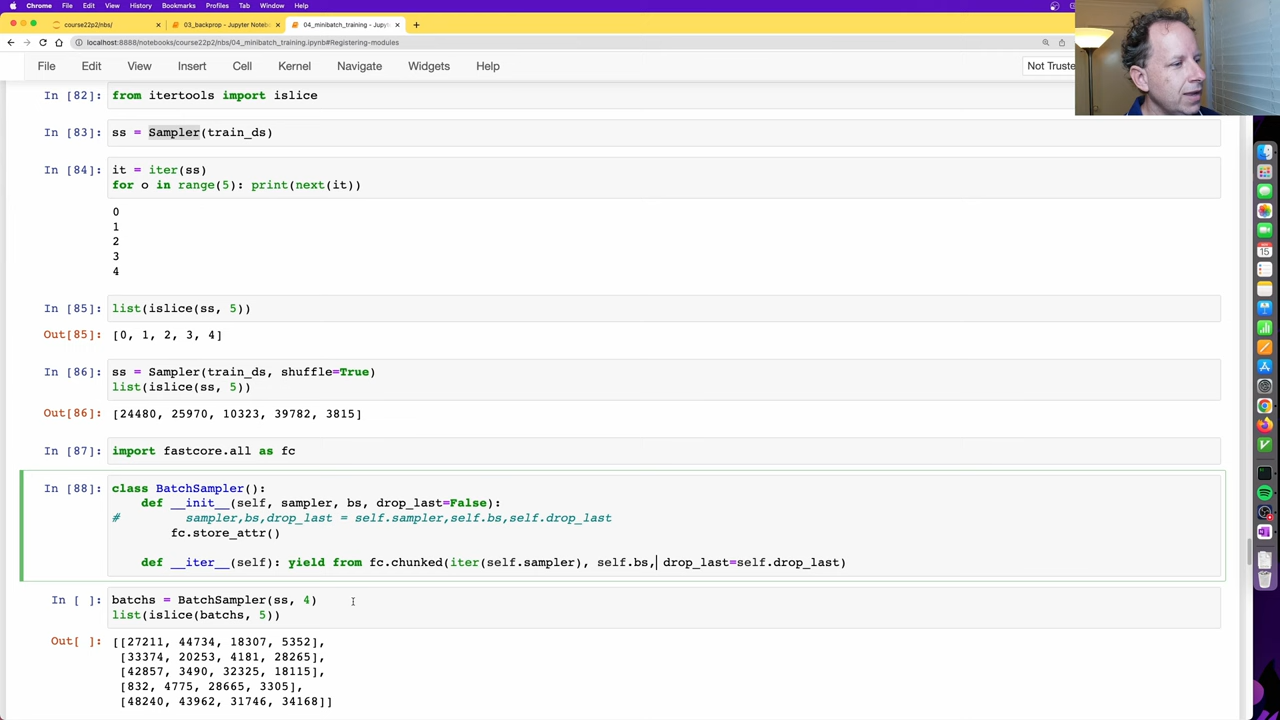 Chrome File Edit View History Bookmarks Profiles Tab Window Help
course22p2/nbs/
03_backprop - Jupyter Noteb
04_minibatch_training - Jupyt
localhost:8888/notebooks/course22p2/nbs/04_minibatch_training.ipynb#Registering-modules
File Edit View Insert Cell Kernel Navigate Widgets Help
Not Truste
In [82]: from itertools import islice
In [83]: ss = Sampler(train_ds)
In [84]: it = iter(ss)
for o in range(5): print(next(it))
0
1
2
3
4
In [85]: list(islice(ss, 5))
Out[85]: [0, 1, 2, 3, 4]
In [86]: ss = Sampler(train_ds, shuffle=True)
list(islice(ss, 5))
Out[86]: [24480, 25970, 10323, 39782, 3815]
In [87]: import fastcore.all as fc
In [88]: class BatchSampler():
def __init__(self, sampler, bs, drop_last=False):
# sampler,bs,drop_last = self.sampler,self.bs,self.drop_last
fc.store_attr()
def __iter__(self): yield from fc.chunked(iter(self.sampler), self.bs, drop_last=self.drop_last)
In [ ]: batchs = BatchSampler(ss, 4)
list(islice(batchs, 5))
Out[ ]: [[27211, 44734, 18307, 5352],
[33374, 20253, 4181, 28265],
[42857, 3490, 32325, 18115],
[832, 4775, 28665, 3305],
[48240, 43962, 31746, 34168]]
15